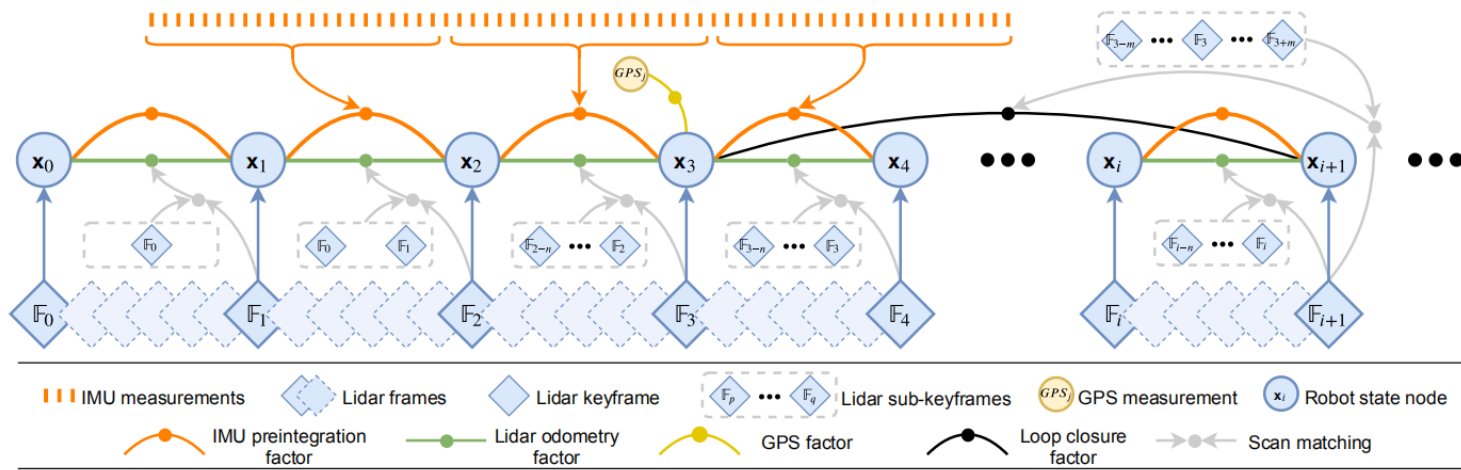 𝔽₃₋ₘ ••• 𝔽₃ ••• 𝔽₃₊ₘ
GPSⱼ
x₀ x₁ x₂ x₃ x₄ ••• xᵢ xᵢ₊₁ •••
𝔽₀ 𝔽₀ 𝔽₁ 𝔽₂₋ₙ ••• 𝔽₂ 𝔽₃₋ₙ ••• 𝔽₃ 𝔽ᵢ₋ₙ ••• 𝔽ᵢ
𝔽₀ 𝔽₁ 𝔽₂ 𝔽₃ 𝔽₄ 𝔽ᵢ 𝔽ᵢ₊₁
IMU measurements Lidar frames Lidar keyframe 𝔽ₚ ••• 𝔽_q Lidar sub-keyframes GPSⱼ GPS measurement xᵢ Robot state node
IMU preintegration factor
Lidar odometry factor
GPS factor
Loop closure factor
Scan matching